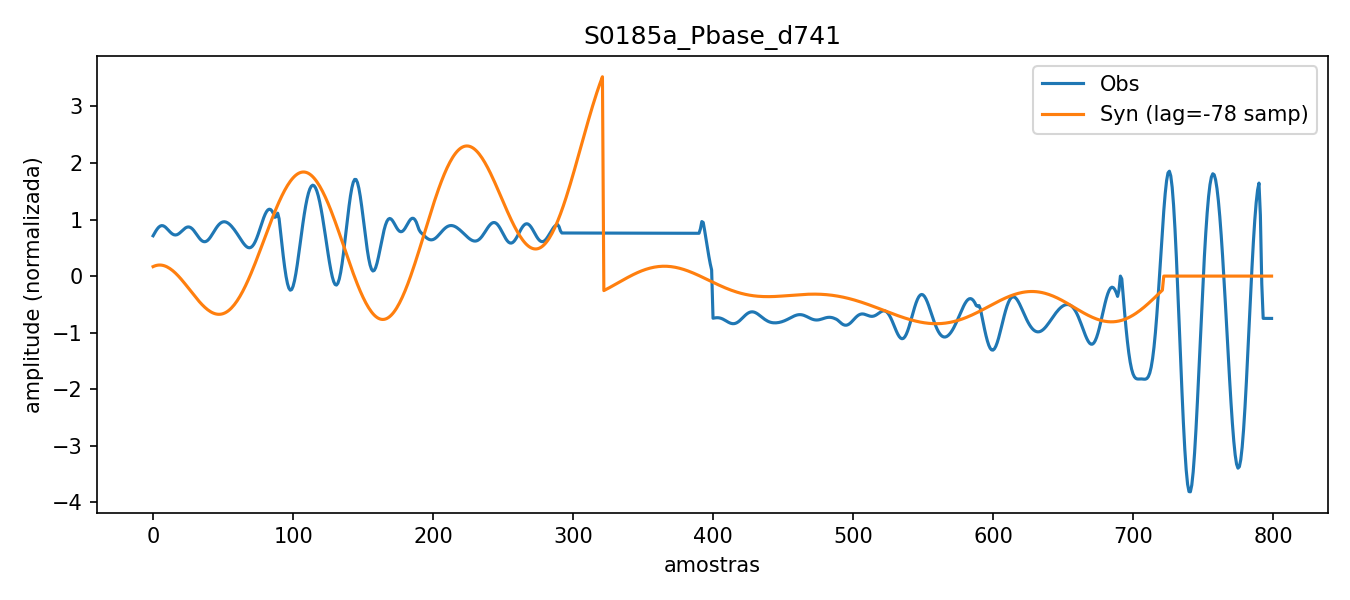 S0185a_Pbase_d741
Obs
Syn (lag=-78 samp)
amplitude (normalizada)
3
2
1
0
−1
−2
−3
−4
0 100 200 300 400 500 600 700 800
amostras